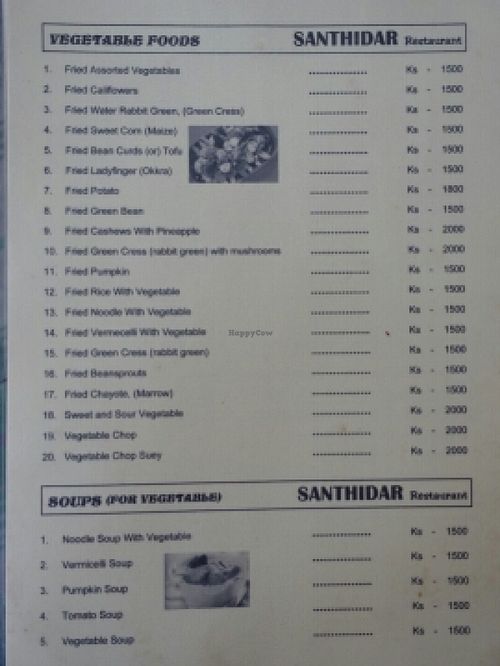 VEGETABLE FOODS SANTHIDAR Restaurant
1. Fried Assorted Vegetables ................ Ks - 1500
2. Fried Califlowers ................ Ks - 1500
3. Fried Water Rabbit Green, (Green Cress) ................ Ks - 1500
4. Fried Sweet Corn (Maize) ................ Ks - 1500
5. Fried Bean Curds (or) Tofu ................ Ks - 1500
6. Fried Ladyfinger (Okkra) ................ Ks - 1500
7. Fried Potato ................ Ks - 1800
8. Fried Green Bean ................ Ks - 1500
9. Fried Cashews With Pineapple ................ Ks - 2000
10. Fried Green Cress (rabbit green) with mushrooms ................ Ks - 2000
11. Fried Pumpkin ................ Ks - 1500
12. Fried Rice With Vegetable ................ Ks - 1500
13. Fried Noodle With Vegetable ................ Ks - 1500
14. Fried Vermecelli With Vegetable ................ Ks - 1500
HappyCow
15. Fried Green Cress (rabbit green) ................ Ks - 1500
16. Fried Beansprouts ................ Ks - 1500
17. Fried Chayote, (Marrow) ................ Ks - 1500
18. Sweet and Sour Vegetable ................ Ks - 2000
19. Vegetable Chop ................ Ks - 2000
20. Vegetable Chop Suey ................ Ks - 2000
SOUPS (FOR VEGETABLE) SANTHIDAR Restaurant
1. Noodle Soup With Vegetable ................ Ks - 1500
2. Vermicelli Soup ................ Ks - 1500
3. Pumpkin Soup ................ Ks - 1500
4. Tomato Soup ................ Ks - 1500
5. Vegetable Soup ................ Ks - 1500